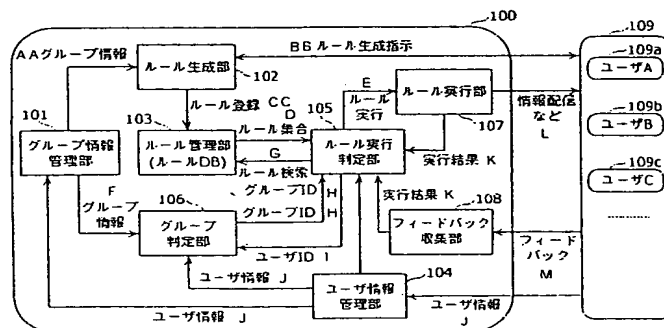 100
109
AAグループ情報
BBルール生成指示
109a
ユーザA
ルール生成部
102
E
ルール
実行
ルール実行部
107
情報配信
など
L
101
ルール登録 CC
D
103
105
109b
ユーザB
グループ情報
管理部
ルール管理部
(ルールDB)
ルール集合
G
ルール検索
ルール実行
判定部
実行結果 K
109c
ユーザC
F
グループ
情報
106
グループID H
グループID H
実行結果 K
108
グループ
判定部
フィードバック
収集部
フィード
バック
M
ユーザID I
ユーザ情報 J
104
ユーザ情報
管理部
ユーザ情報 J
ユーザ情報
J